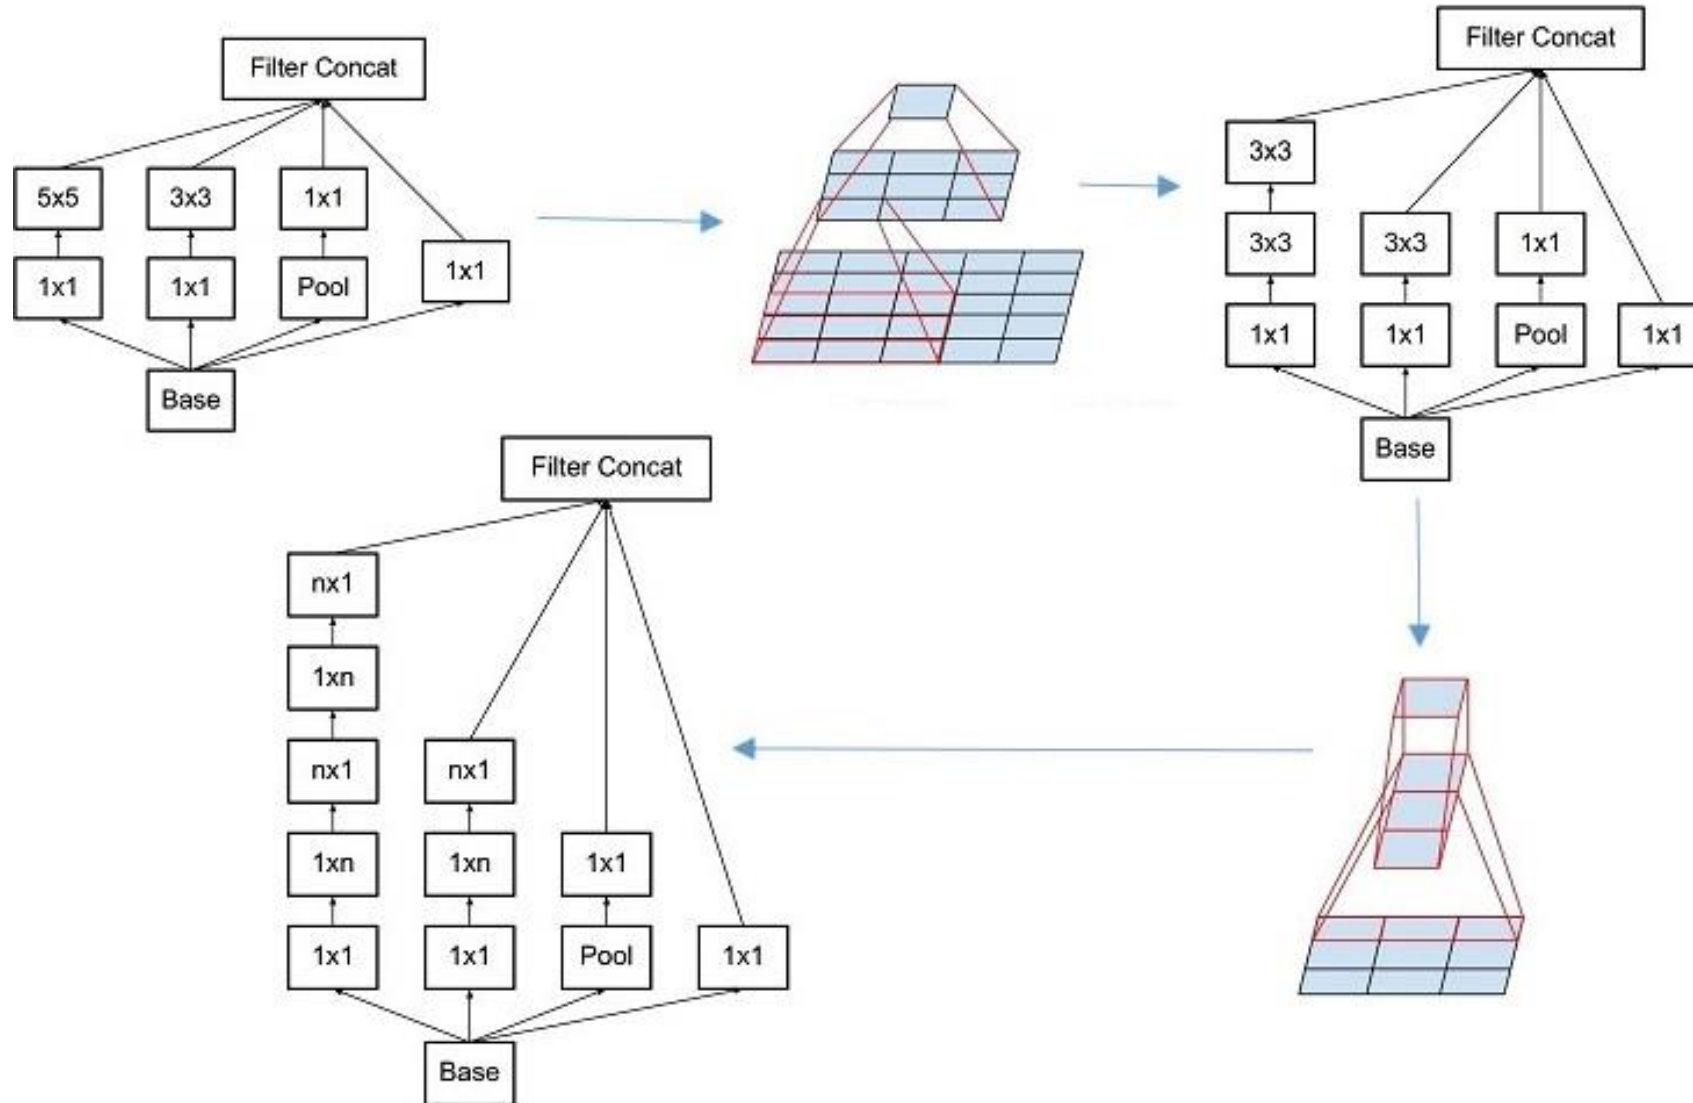 Filter Concat
5x5
3x3
1x1
1x1
1x1
1x1
Pool
Base
Filter Concat
3x3
3x3
3x3
1x1
1x1
1x1
Pool
1x1
Base
Filter Concat
nx1
1xn
nx1
nx1
1xn
1xn
1x1
1x1
1x1
Pool
1x1
Base